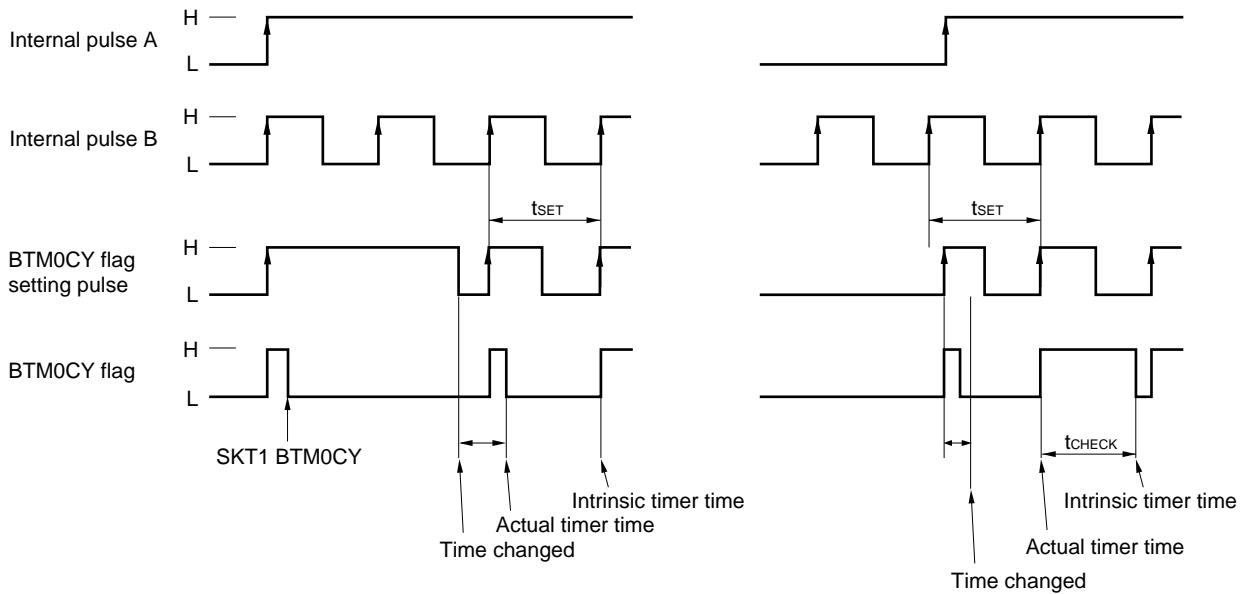 H
Internal pulse A
L
H
Internal pulse B
L
tSET
tSET
H
BTM0CY flag
setting pulse
L
H
BTM0CY flag
L
SKT1 BTM0CY
tCHECK
Intrinsic timer time
Intrinsic timer time
Actual timer time
Time changed
Actual timer time
Time changed